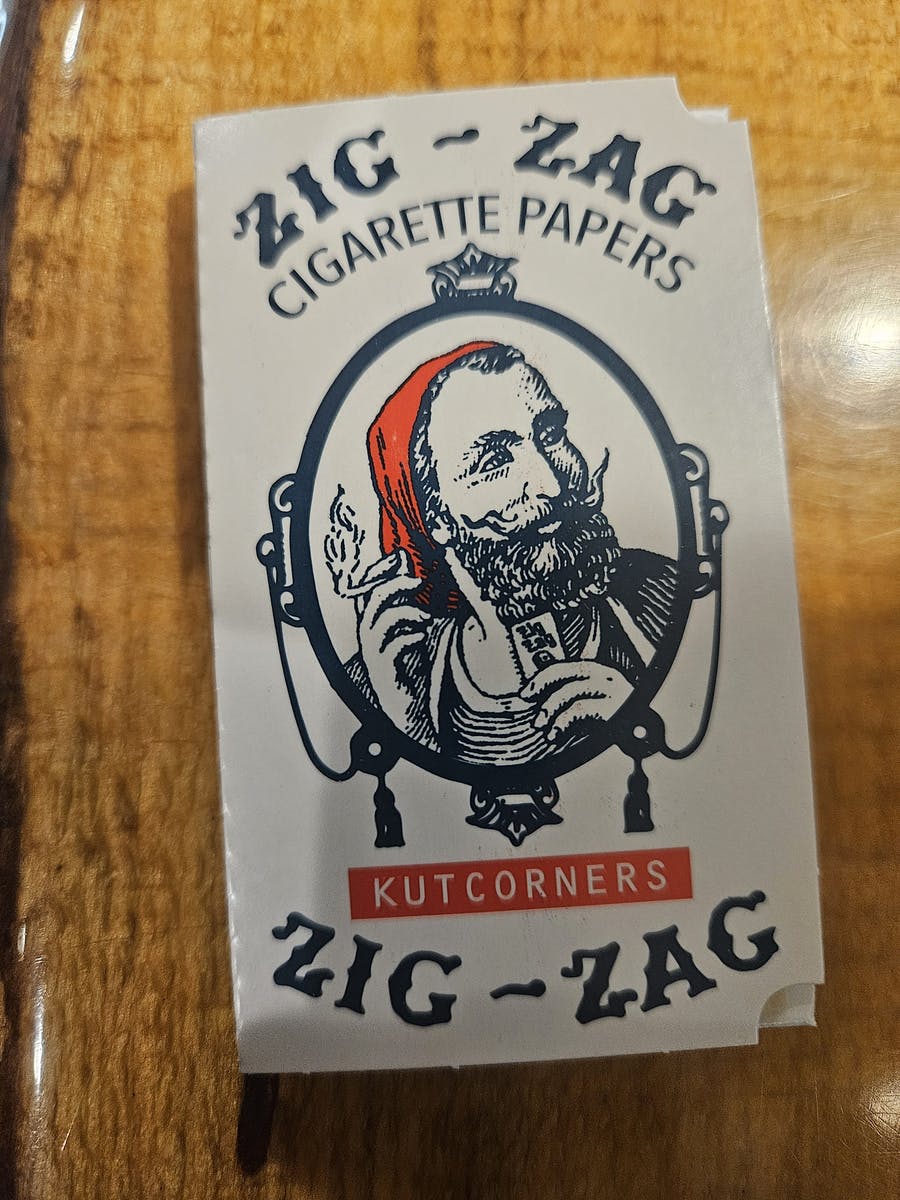 ZIG - ZAG
CIGARETTE PAPERS
KUTCORNERS
ZIG - ZAG